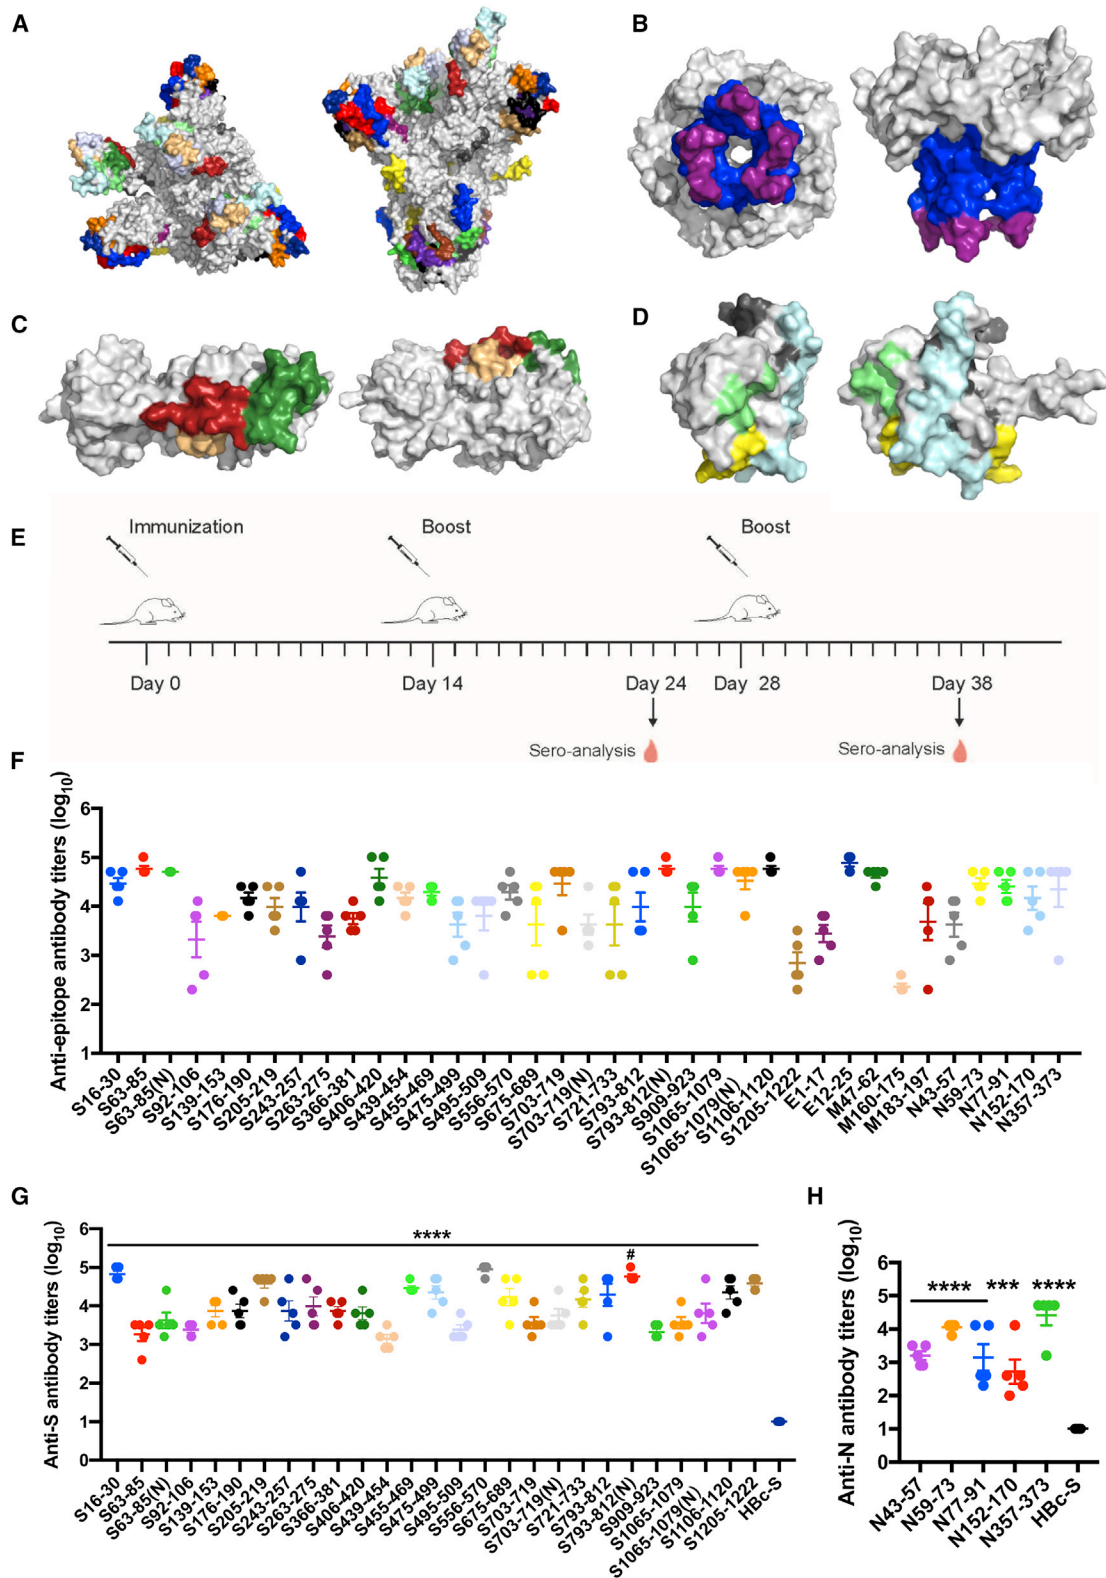 A
B
C
D
E
Immunization
Boost
Boost
Day 0
Day 14
Day 24
Day 28
Day 38
Sero-analysis
Sero-analysis
F
Anti-epitope antibody titers (log10)
6
5
4
3
2
1
S16-30
S63-85
S63-85(N)
S92-106
S139-153
S176-190
S205-219
S243-257
S263-275
S366-381
S406-420
S439-454
S455-469
S475-499
S495-509
S556-570
S675-689
S703-719
S703-719(N)
S721-733
S793-812
S793-812(N)
S909-923
S1065-1079
S1065-1079(N)
S1106-1120
S1205-1222
E1-17
E12-25
M47-62
M160-175
M183-197
N43-57
N59-73
N77-91
N152-170
N357-373
G
Anti-S antibody titers (log10)
6
5
4
3
2
1
0
****
#
S16-30
S63-85
S63-85(N)
S92-106
S139-153
S176-190
S205-219
S243-257
S263-275
S366-381
S406-420
S439-454
S455-469
S475-499
S495-509
S556-570
S675-689
S703-719
S703-719(N)
S721-733
S793-812
S793-812(N)
S909-923
S1065-1079
S1065-1079(N)
S1106-1120
S1205-1222
HBc-S
H
Anti-N antibody titers (log10)
6
5
4
3
2
1
0
**** *** ****
N43-57
N59-73
N77-91
N152-170
N357-373
HBc-S